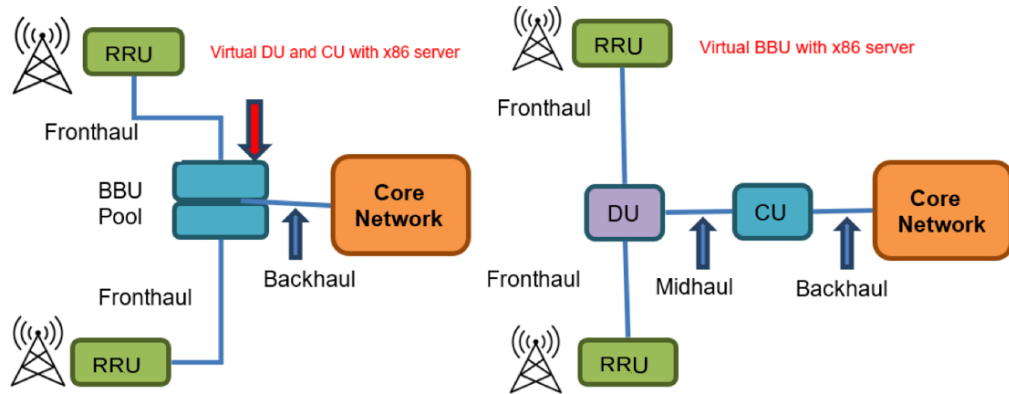 RRU
Virtual DU and CU with x86 server
Fronthaul
BBU
Pool
Core
Network
Backhaul
Fronthaul
RRU
RRU
Virtual BBU with x86 server
Fronthaul
DU
CU
Core
Network
Fronthaul
Midhaul
Backhaul
RRU